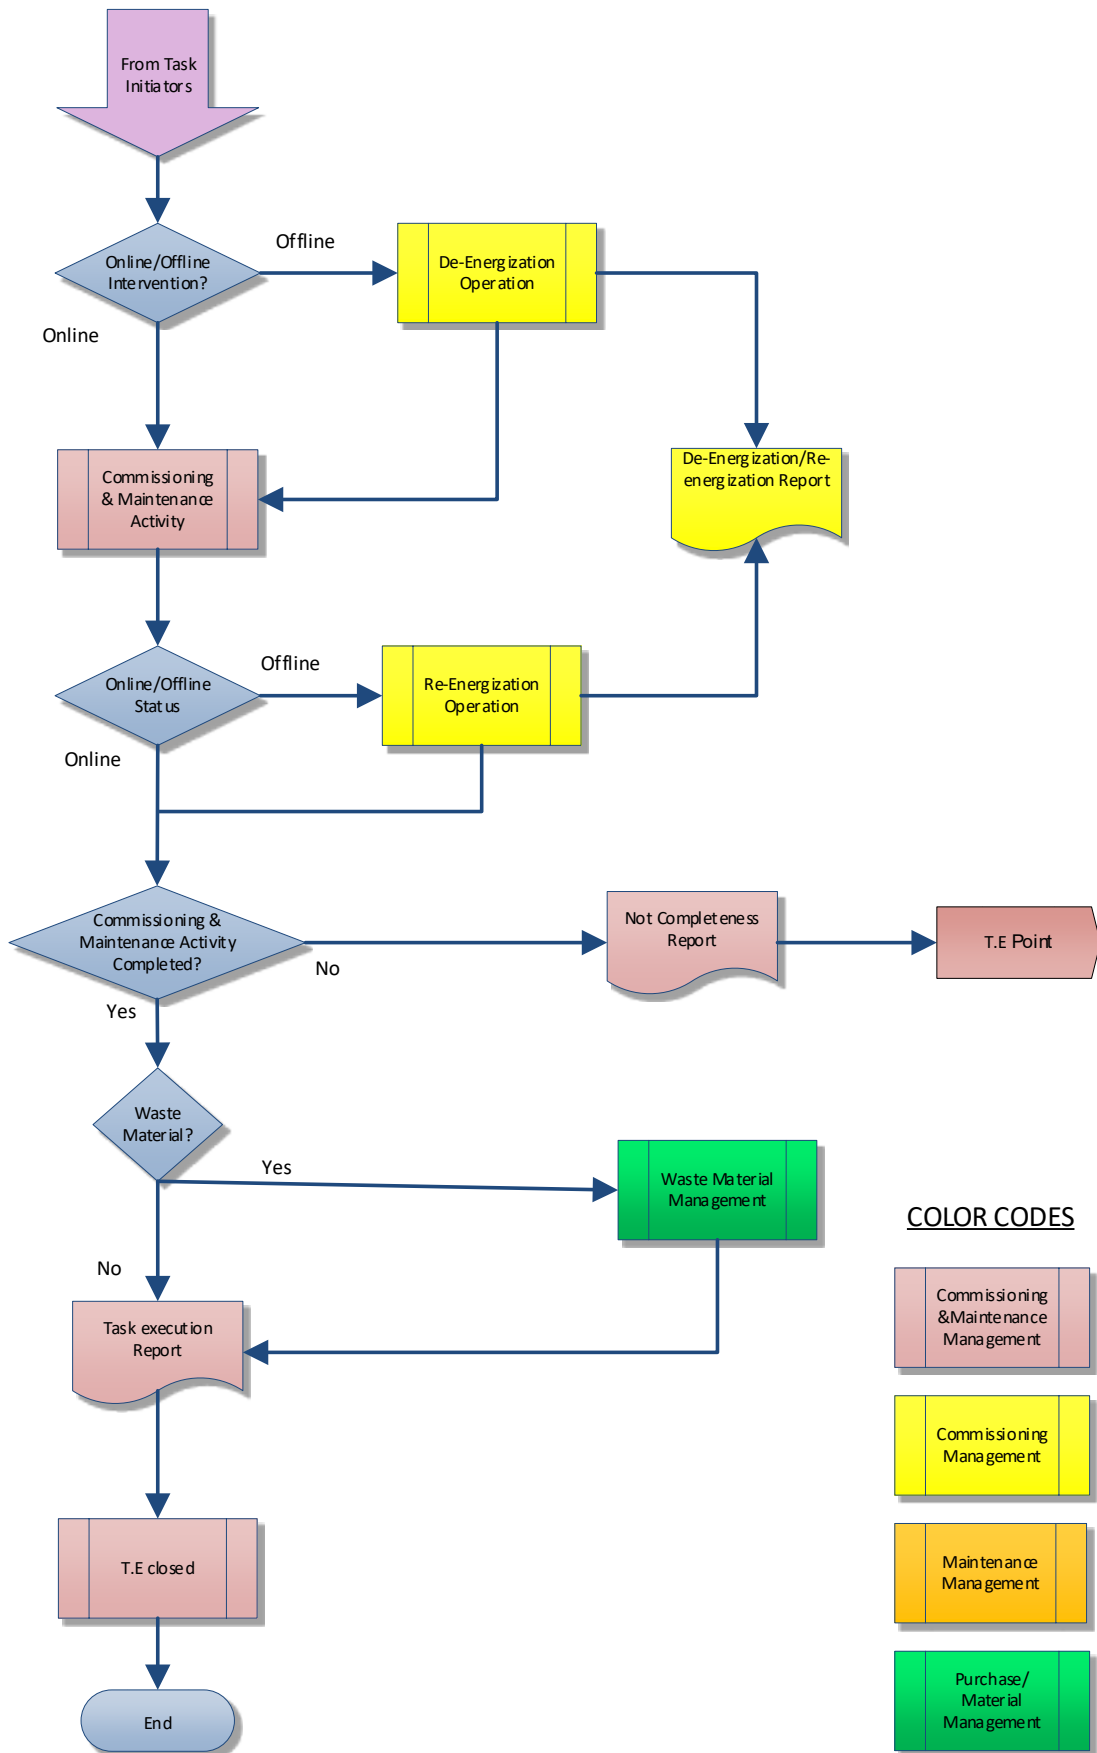 From Task
Initiators
Online/Offline
Intervention?
Offline
De-Energization
Operation
Online
Commissioning
& Maintenance
Activity
De-Energization/Re-
energization Report
Online/Offline
Status
Offline
Re-Energization
Operation
Online
Commissioning &
Maintenance Activity
Completed?
No
Not Completeness
Report
T.E Point
Yes
Waste
Material?
Yes
Waste Material
Management
No
Task execution
Report
T.E closed
End
COLOR CODES
Commissioning
&Maintenance
Management
Commissioning
Management
Maintenance
Management
Purchase/
Material
Management